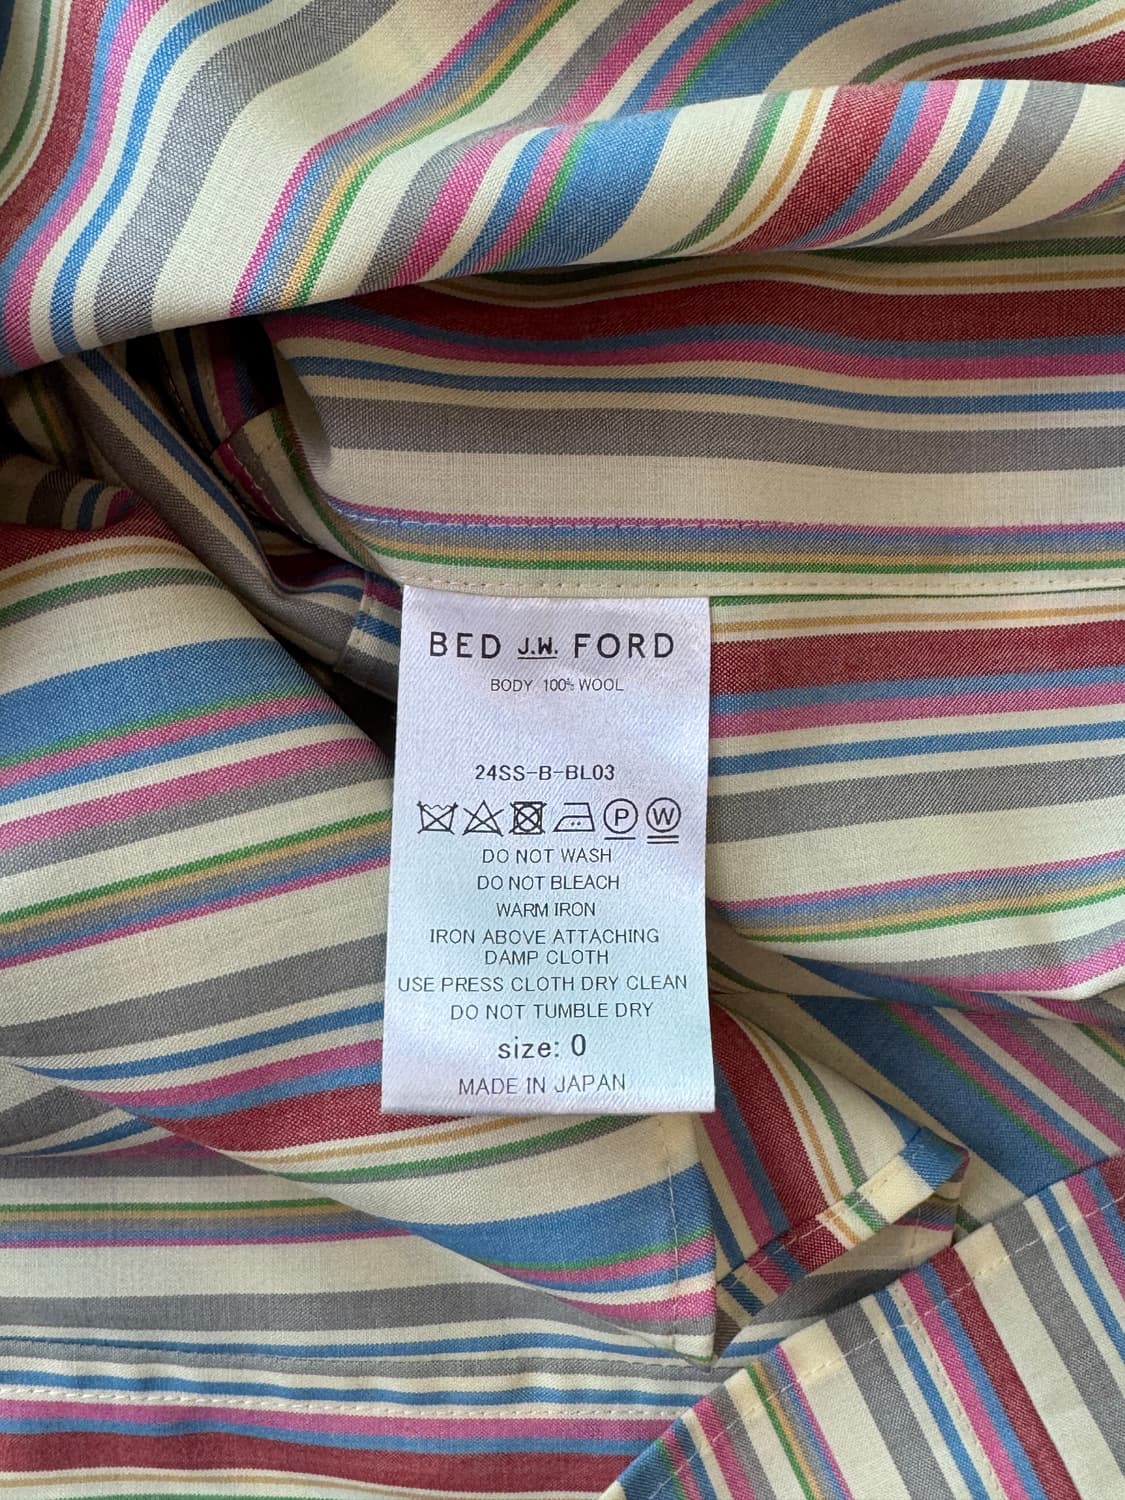 BED J.W. FORD
BODY 100% WOOL
24SS-B-BL03
P W
DO NOT WASH
DO NOT BLEACH
WARM IRON
IRON ABOVE ATTACHING
DAMP CLOTH
USE PRESS CLOTH DRY CLEAN
DO NOT TUMBLE DRY
size: 0
MADE IN JAPAN